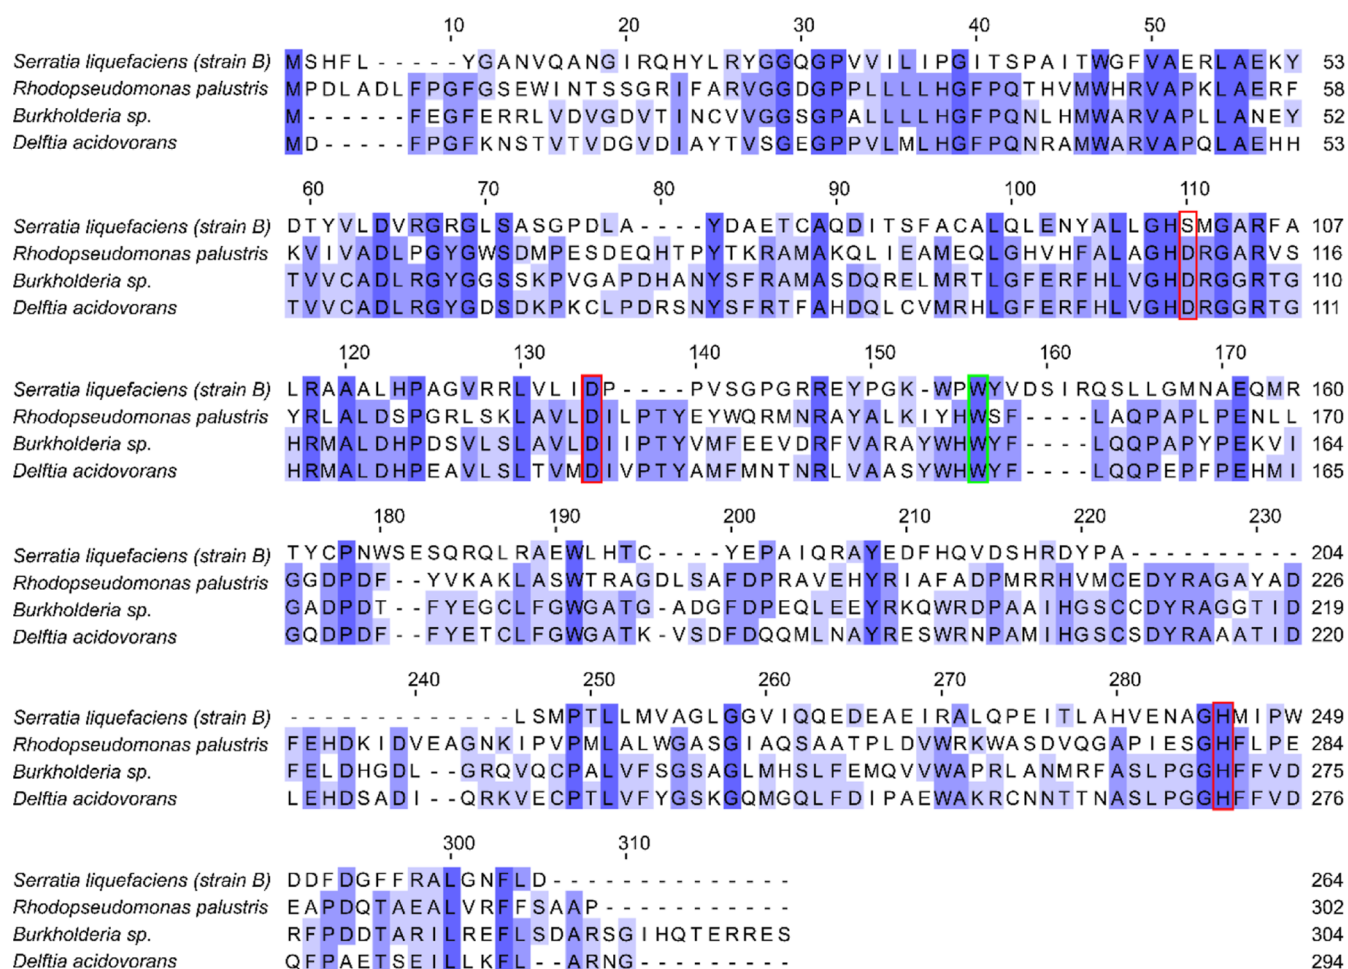 10 20 30 40 50
Serratia liquefaciens (strain B) MSHFL-----YGANVQANGIRQHYLRYGGQGPVVILIPGITSPAITWGFVAERLAEKY 53
Rhodopseudomonas palustris MPDLADLFPGFGSEWINTSSGRIFARVGGDGPPLLLLHGFPQTHVMWHRVAPKLAERF 58
Burkholderia sp. M------FEGFERRLVDVGDVTINCVVGGSGPALLLLHGFPQNLHMWARVAPLLANEY 52
Delftia acidovorans MD-----FPGFKNSTVTVDGVDIAYTVSGEGPPVLMLHGFPQNRAMWARVAPQLAEHH 53
60 70 80 90 100 110
Serratia liquefaciens (strain B) DTYVLDVRGRGLSASGPDLA----YDAETCAQDITSFACALQLENYALLGHSMGARFA 107
Rhodopseudomonas palustris KVIVADLPGYGWSDMPESDEQHTPYTKRAMAKQLIEAMEQLGHVHFALAGHDRGARVS 116
Burkholderia sp. TVVCADLRGYGGSSKPVGAPDHANYSFRAMASDQRELMRTLGFERFHLVGHDRGGRTG 110
Delftia acidovorans TVVCADLRGYGDSDKPKCLPDRSNYSFRTFAHDQLCVMRHLGFERFHLVGHDRGGRTG 111
120 130 140 150 160 170
Serratia liquefaciens (strain B) LRAAALHPAGVRRLVLIDP----PVSGPGRREYPGK-WPWYVDSIRQSLLGMNAEQMR 160
Rhodopseudomonas palustris YRLALDSPGRLSKLAVLDILPTYEYWQRMNRAYALKIYHWSF----LAQPAPLPENLL 170
Burkholderia sp. HRMALDHPDSVLSLAVLDIIPTYVMFEEVDRFVARAYWHWYF----LQQPAPYPEKVI 164
Delftia acidovorans HRMALDHPEAVLSLTVMDIVPTYAMFMNTNRLVAASYWHWYF----LQQPEPFPEHMI 165
180 190 200 210 220 230
Serratia liquefaciens (strain B) TYCPNWSESQRQLRAEWLHTC----YEPAIQRAYEDFHQVDSHRDYPA---------- 204
Rhodopseudomonas palustris GGDPDF--YVKAKLASWTRAGDLSAFDPRAVEHYRIAFADPMRRHVMCEDYRAGAYAD 226
Burkholderia sp. GADPDT--FYEGCLFGWGATG-ADGFDPEQLEEYRKQWRDPAAIHGSCCDYRAGGTID 219
Delftia acidovorans GQDPDF--FYETCLFGWGATK-VSDFDQQMLNAYRESWRNPAMIHGSCSDYRAAATID 220
240 250 260 270 280
Serratia liquefaciens (strain B) -------------LSMPTLLMVAGLGGVIQQEDEAEIRALQPEITLAHVENAGHMIPW 249
Rhodopseudomonas palustris FEHDKIDVEAGNKIPVPMLALWGASGIAQSAATPLDVWRKWASDVQGAPIESGHFLPE 284
Burkholderia sp. FELDHGDL--GRQVQCPALVFSGSAGLMHSLFEMQVVWAPRLANMRFASLPGGHFFVD 275
Delftia acidovorans LEHDSADI--QRKVECPTLVFYGSKGQMGQLFDIPAEWAKRCNNTTNASLPGGHFFVD 276
300 310
Serratia liquefaciens (strain B) DDFDGFFRALGNFLD-------------- 264
Rhodopseudomonas palustris EAPDQTAEALVRFFSAAP----------- 302
Burkholderia sp. RFPDDTARILREFLSDARSGIHQTERRES 304
Delftia acidovorans QFPAETSEILLKFL--ARNG--------- 294